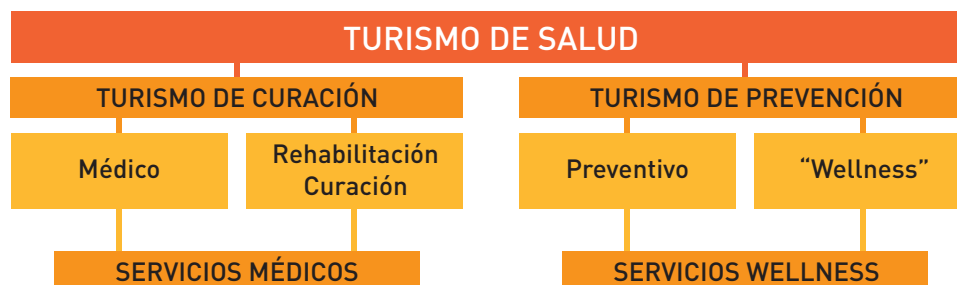 TURISMO DE SALUD
TURISMO DE CURACIÓN
TURISMO DE PREVENCIÓN
Médico
Rehabilitación
Curación
Preventivo
“Wellness”
SERVICIOS MÉDICOS
SERVICIOS WELLNESS